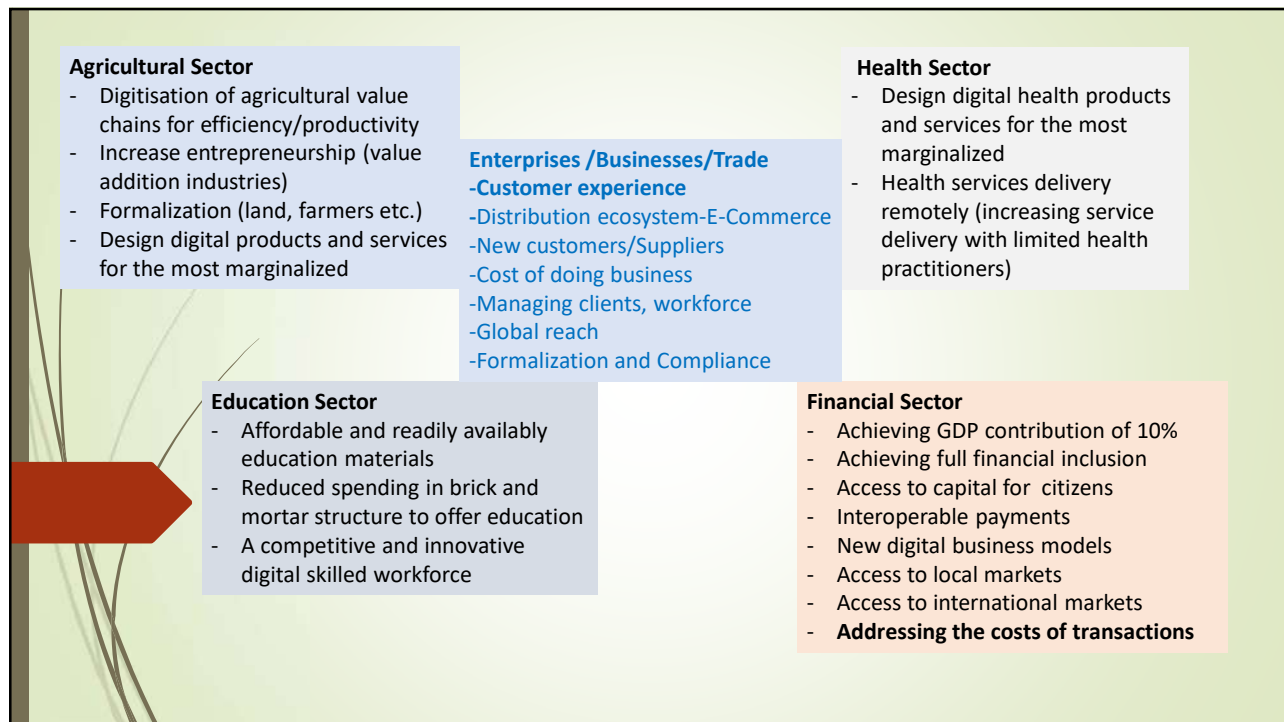 Agricultural Sector
- Digitisation of agricultural value
chains for efficiency/productivity
- Increase entrepreneurship (value
addition industries)
- Formalization (land, farmers etc.)
- Design digital products and services
for the most marginalized
Enterprises /Businesses/Trade
-Customer experience
-Distribution ecosystem-E-Commerce
-New customers/Suppliers
-Cost of doing business
-Managing clients, workforce
-Global reach
-Formalization and Compliance
Health Sector
- Design digital health products
and services for the most
marginalized
- Health services delivery
remotely (increasing service
delivery with limited health
practitioners)
Education Sector
- Affordable and readily availably
education materials
- Reduced spending in brick and
mortar structure to offer education
- A competitive and innovative
digital skilled workforce
Financial Sector
- Achieving GDP contribution of 10%
- Achieving full financial inclusion
- Access to capital for citizens
- Interoperable payments
- New digital business models
- Access to local markets
- Access to international markets
- Addressing the costs of transactions